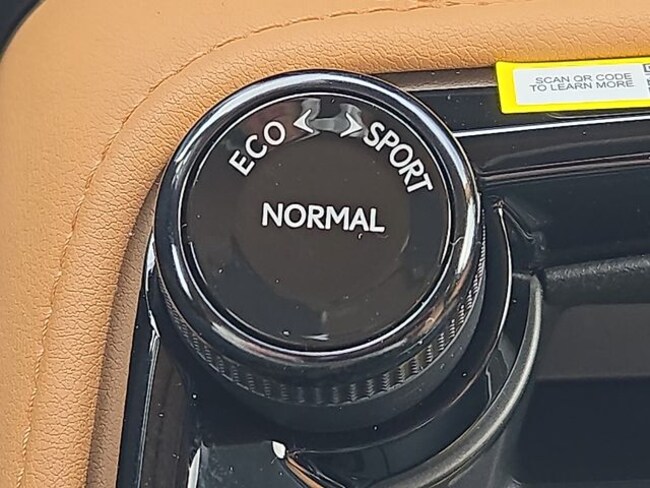 ECO < > SPORT
NORMAL
SCAN QR CODE
TO LEARN MORE